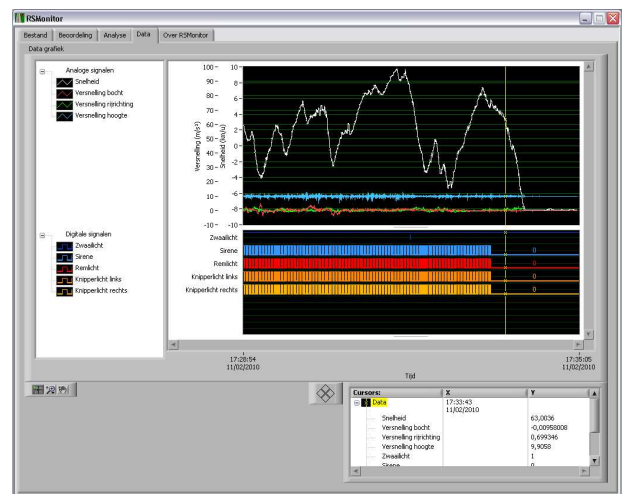 RSMonitor
Bestand Beoordeling Analyse Data Over RSMonitor
Data grafiek
Analoge signalen
Snelheid
Versnelling bocht
Versnelling rijrichting
Versnelling hoogte
Digitale signalen
Zwaailicht
Sirene
Remlicht
Knipperlicht links
Knipperlicht rechts
Versnelling (m/s²)
Snelheid (km/u)
100 10
90 8
80 6
70 4
60 2
50 0
40 -2
30 -4
20 -6
10 -8
0
-10 -10
Zwaailicht
Sirene 0
Remlicht 0
Knipperlicht links 0
Knipperlicht rechts 0
17:28:54
11/02/2010
17:35:05
11/02/2010
Tijd
Cursors: X Y
Data 17:33:43
11/02/2010
Snelheid 63,0036
Versnelling bocht -0,00958008
Versnelling rijrichting 0,699346
Versnelling hoogte 9,9058
Zwaailicht 1
Sirene 0